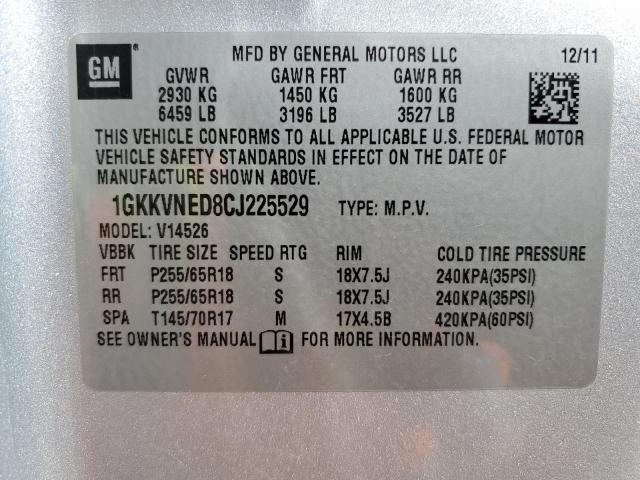 GM
MFD BY GENERAL MOTORS LLC 12/11
GVWR GAWR FRT GAWR RR
2930 KG 1450 KG 1600 KG
6459 LB 3196 LB 3527 LB
THIS VEHICLE CONFORMS TO ALL APPLICABLE U.S. FEDERAL MOTOR
VEHICLE SAFETY STANDARDS IN EFFECT ON THE DATE OF
MANUFACTURE SHOWN ABOVE.
1GKKVNED8CJ225529 TYPE: M.P.V.
MODEL: V14526
VBBK TIRE SIZE SPEED RTG RIM COLD TIRE PRESSURE
FRT P255/65R18 S 18X7.5J 240KPA(35PSI)
RR P255/65R18 S 18X7.5J 240KPA(35PSI)
SPA T145/70R17 M 17X4.5B 420KPA(60PSI)
SEE OWNER'S MANUAL i FOR MORE INFORMATION.